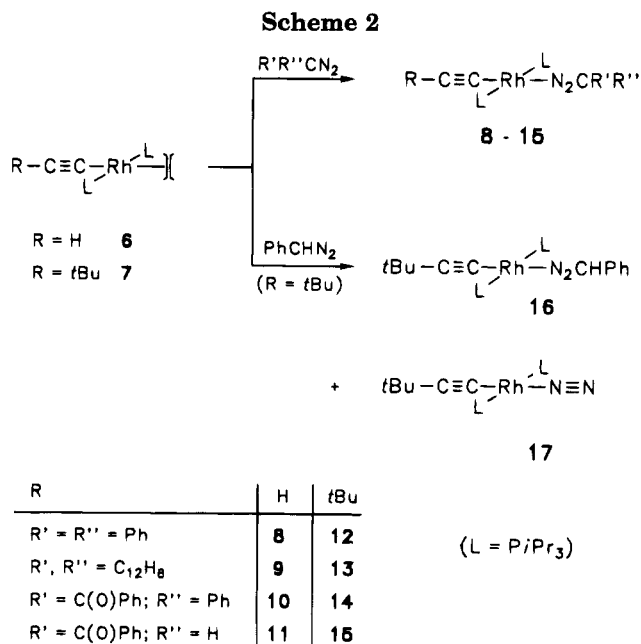 Scheme 2
R'R''CN₂
R—C≡C—Rh—N₂CR'R''
L
L
8 - 15
R—C≡C—Rh—
L
L
R = H 6
R = tBu 7
PhCHN₂
(R = tBu)
tBu—C≡C—Rh—N₂CHPh
L
L
16
+ tBu—C≡C—Rh—N≡N
L
L
17
R H tBu
R' = R'' = Ph 8 12
R', R'' = C₁₂H₈ 9 13
R' = C(O)Ph; R'' = Ph 10 14
R' = C(O)Ph; R'' = H 11 15
(L = PiPr₃)